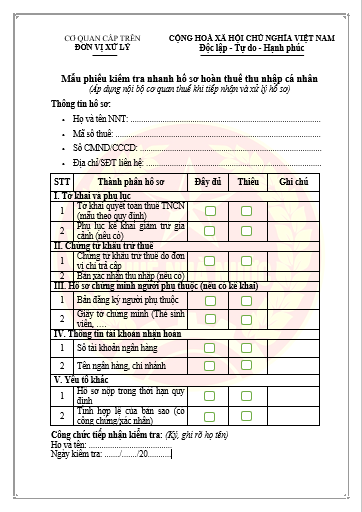 CƠ QUAN CẤP TRÊN
ĐƠN VỊ XỬ LÝ
CỘNG HOÀ XÃ HỘI CHỦ NGHĨA VIỆT NAM
Độc lập - Tự do - Hạnh phúc
Mẫu phiếu kiểm tra nhanh hồ sơ hoàn thuế thu nhập cá nhân
(Áp dụng nội bộ cơ quan thuế khi tiếp nhận và xử lý hồ sơ)
Thông tin hồ sơ:
Họ và tên NNT:
Mã số thuế:
Số CMND/CCCD:
Địa chỉ/SĐT liên hệ:
STT Thành phần hồ sơ Đầy đủ Thiếu Ghi chú
I. Tờ khai và phụ lục
1 Tờ khai quyết toán thuế TNCN
(mẫu theo quy định)
2 Phụ lục kê khai giảm trừ gia
cảnh (nếu có)
II. Chứng từ khấu trừ thuế
1 Chứng từ khấu trừ thuế do đơn
vị chi trả cấp
2 Bản xác nhận thu nhập (nếu có)
III. Hồ sơ chứng minh người phụ thuộc (nếu có kê khai)
1 Bản đăng ký người phụ thuộc
2 Giấy tờ chứng minh (Thẻ sinh
viên, ….
IV. Thông tin tài khoản nhận hoàn
1 Số tài khoản ngân hàng
2 Tên ngân hàng, chi nhánh
V. Yếu tố khác
1 Hồ sơ nộp trong thời hạn quy
định
2 Tính hợp lệ của bản sao (có
công chứng/xác nhận)
Công chức tiếp nhận kiểm tra: (Ký, ghi rõ họ tên)
Họ và tên:
Ngày kiểm tra: ......./......./20..........